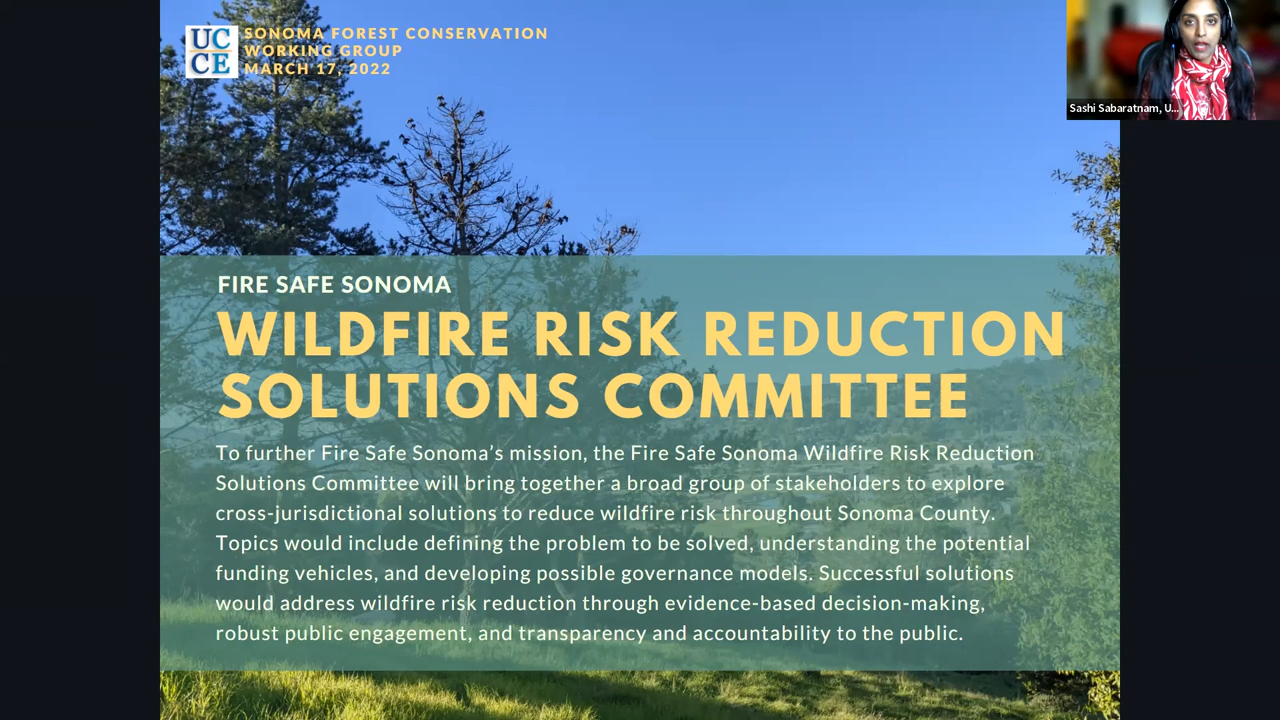 UC
CE
SONOMA FOREST CONSERVATION
WORKING GROUP
MARCH 17, 2022
Sashi Sabaratnam, U...
FIRE SAFE SONOMA
WILDFIRE RISK REDUCTION
SOLUTIONS COMMITTEE
To further Fire Safe Sonoma’s mission, the Fire Safe Sonoma Wildfire Risk Reduction
Solutions Committee will bring together a broad group of stakeholders to explore
cross-jurisdictional solutions to reduce wildfire risk throughout Sonoma County.
Topics would include defining the problem to be solved, understanding the potential
funding vehicles, and developing possible governance models. Successful solutions
would address wildfire risk reduction through evidence-based decision-making,
robust public engagement, and transparency and accountability to the public.